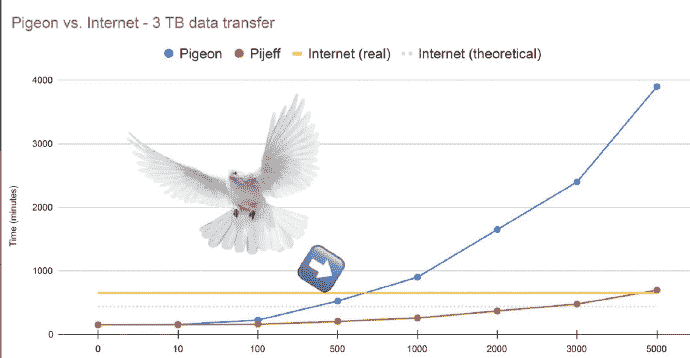 Pigeon vs. Internet - 3 TB data transfer
Pigeon Pijeff Internet (real) Internet (theoretical)
4000
3000
2000
1000
0
Time (minutes)
0 10 100 500 1000 2000 3000 5000